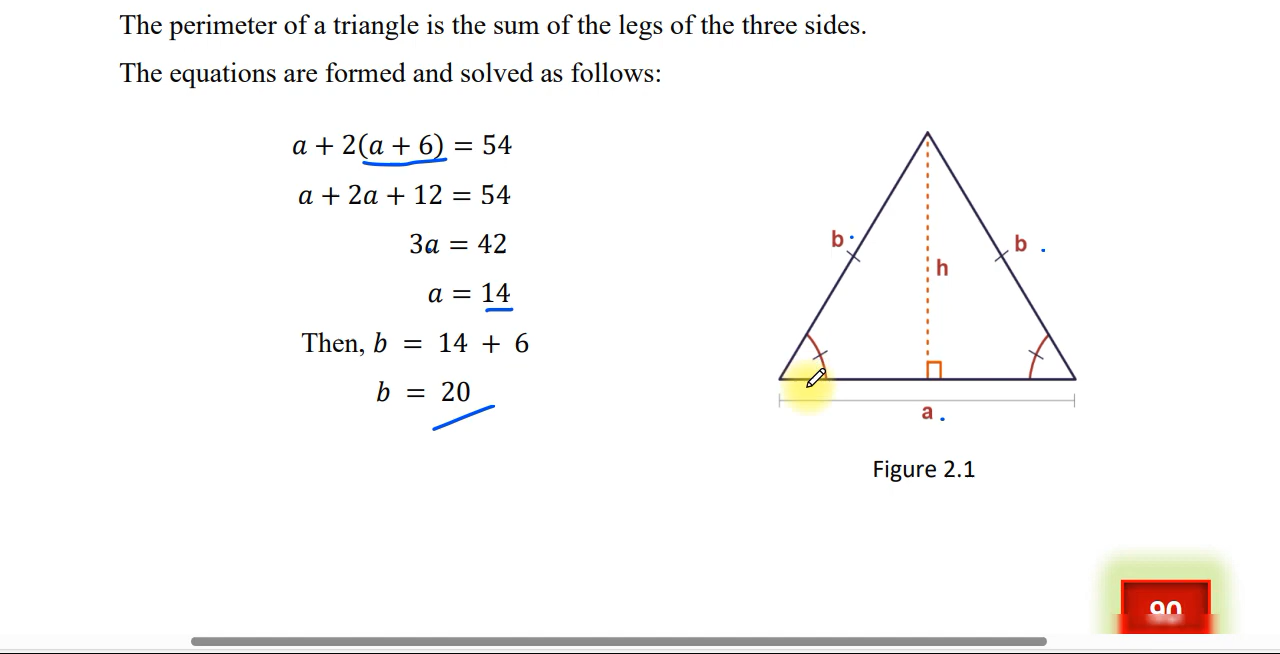 The perimeter of a triangle is the sum of the legs of the three sides.
The equations are formed and solved as follows:
a + 2(a + 6) = 54
a + 2a + 12 = 54
3a = 42
a = 14
Then, b = 14 + 6
b = 20
b
b
h
a
Figure 2.1
90